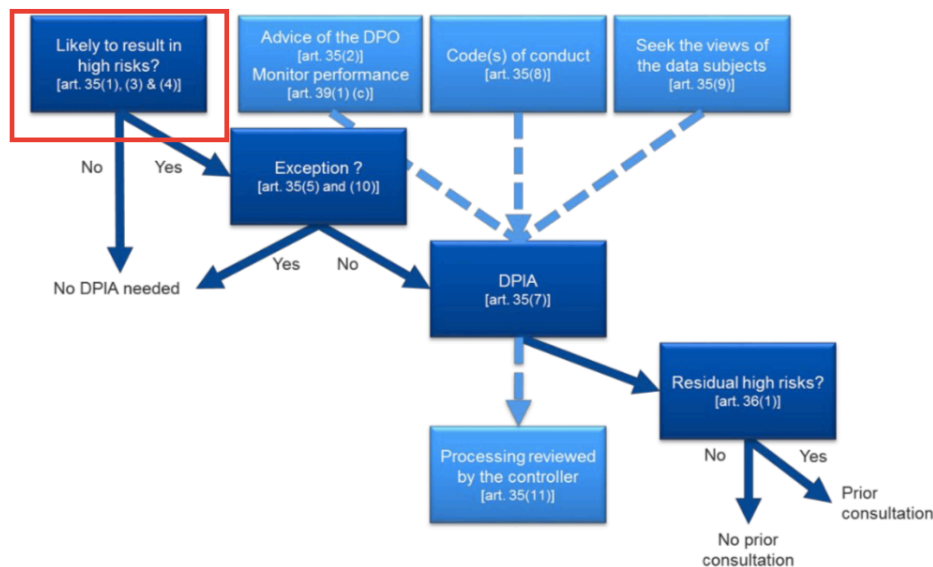 Likely to result in
high risks?
[art. 35(1), (3) & (4)]
Advice of the DPO
[art. 35(2)]
Monitor performance
[art. 39(1) (c)]
Code(s) of conduct
[art. 35(8)]
Seek the views of
the data subjects
[art. 35(9)]
No
Yes
Exception ?
[art. 35(5) and (10)]
Yes
No
No DPIA needed
DPIA
[art. 35(7)]
Residual high risks?
[art. 36(1)]
Processing reviewed
by the controller
[art. 35(11)]
No
Yes
Prior
consultation
No prior
consultation